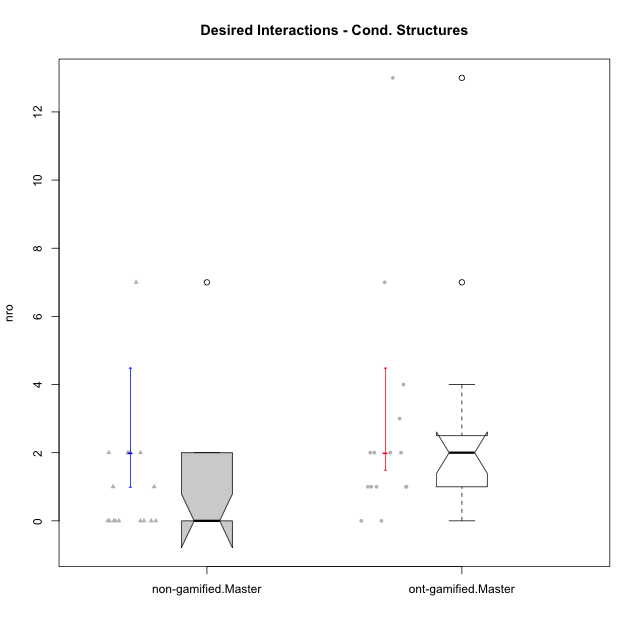 Desired Interactions - Cond. Structures
12
10
8
6
4
2
0
nro
non-gamified.Master
ont-gamified.Master